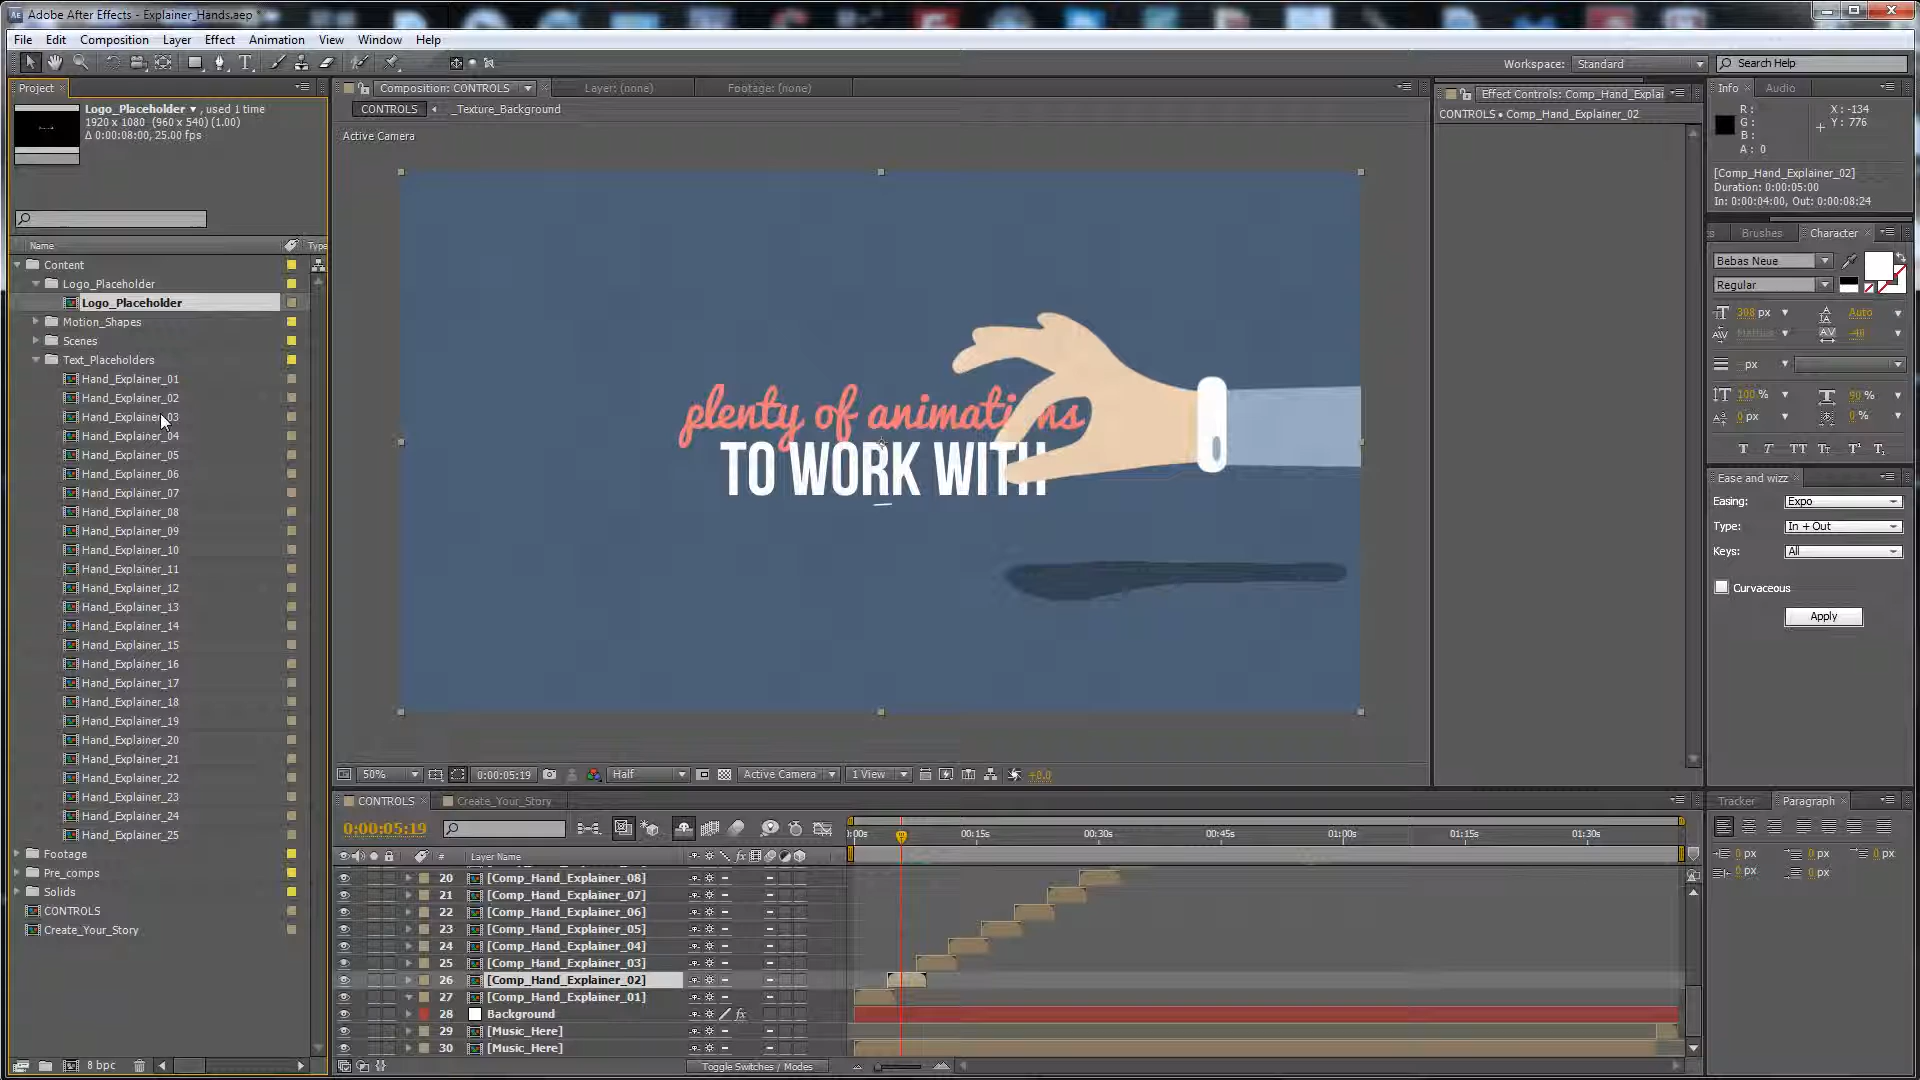 Adobe After Effects - Explainer_Hands.aep *
File Edit Composition Layer Effect Animation View Window Help
Workspace: Standard Search Help
Project
Logo_Placeholder , used 1 time
1920 x 1080 (960 x 540) (1.00)
Δ 0:00:08:00, 25.00 fps
Name Type
Content
Logo_Placeholder
Logo_Placeholder
Motion_Shapes
Scenes
Text_Placeholders
Hand_Explainer_01
Hand_Explainer_02
Hand_Explainer_03
Hand_Explainer_04
Hand_Explainer_05
Hand_Explainer_06
Hand_Explainer_07
Hand_Explainer_08
Hand_Explainer_09
Hand_Explainer_10
Hand_Explainer_11
Hand_Explainer_12
Hand_Explainer_13
Hand_Explainer_14
Hand_Explainer_15
Hand_Explainer_16
Hand_Explainer_17
Hand_Explainer_18
Hand_Explainer_19
Hand_Explainer_20
Hand_Explainer_21
Hand_Explainer_22
Hand_Explainer_23
Hand_Explainer_24
Hand_Explainer_25
Footage
Pre_comps
Solids
CONTROLS
Create_Your_Story
8 bpc
Composition: CONTROLS Layer: (none) Footage: (none)
CONTROLS _Texture_Background
Active Camera
plenty of animations
TO WORK WITH
50% 0:00:05:19 Half Active Camera 1 View +0.0
Effect Controls: Comp_Hand_Explai
CONTROLS • Comp_Hand_Explainer_02
Info Audio
R : X : -134
G : Y : 776
B :
A : 0
[Comp_Hand_Explainer_02]
Duration: 0:00:05:00
In: 0:00:04:00, Out: 0:00:08:24
Brushes Character
Bebas Neue
Regular
308 px Auto
Metrics -40
- px
100 % 90 %
0 px 0 %
T T TT Tt T¹ T₁
Ease and wizz
Easing: Expo
Type: In + Out
Keys: All
Curvaceous
Apply
Tracker Paragraph
0 px 0 px 0 px
0 px 0 px
CONTROLS Create_Your_Story
0:00:05:19
:00s 00:15s 00:30s 00:45s 01:00s 01:15s 01:30s
# Layer Name
20 [Comp_Hand_Explainer_08]
21 [Comp_Hand_Explainer_07]
22 [Comp_Hand_Explainer_06]
23 [Comp_Hand_Explainer_05]
24 [Comp_Hand_Explainer_04]
25 [Comp_Hand_Explainer_03]
26 [Comp_Hand_Explainer_02]
27 [Comp_Hand_Explainer_01]
28 Background
29 [Music_Here]
30 [Music_Here]
Toggle Switches / Modes